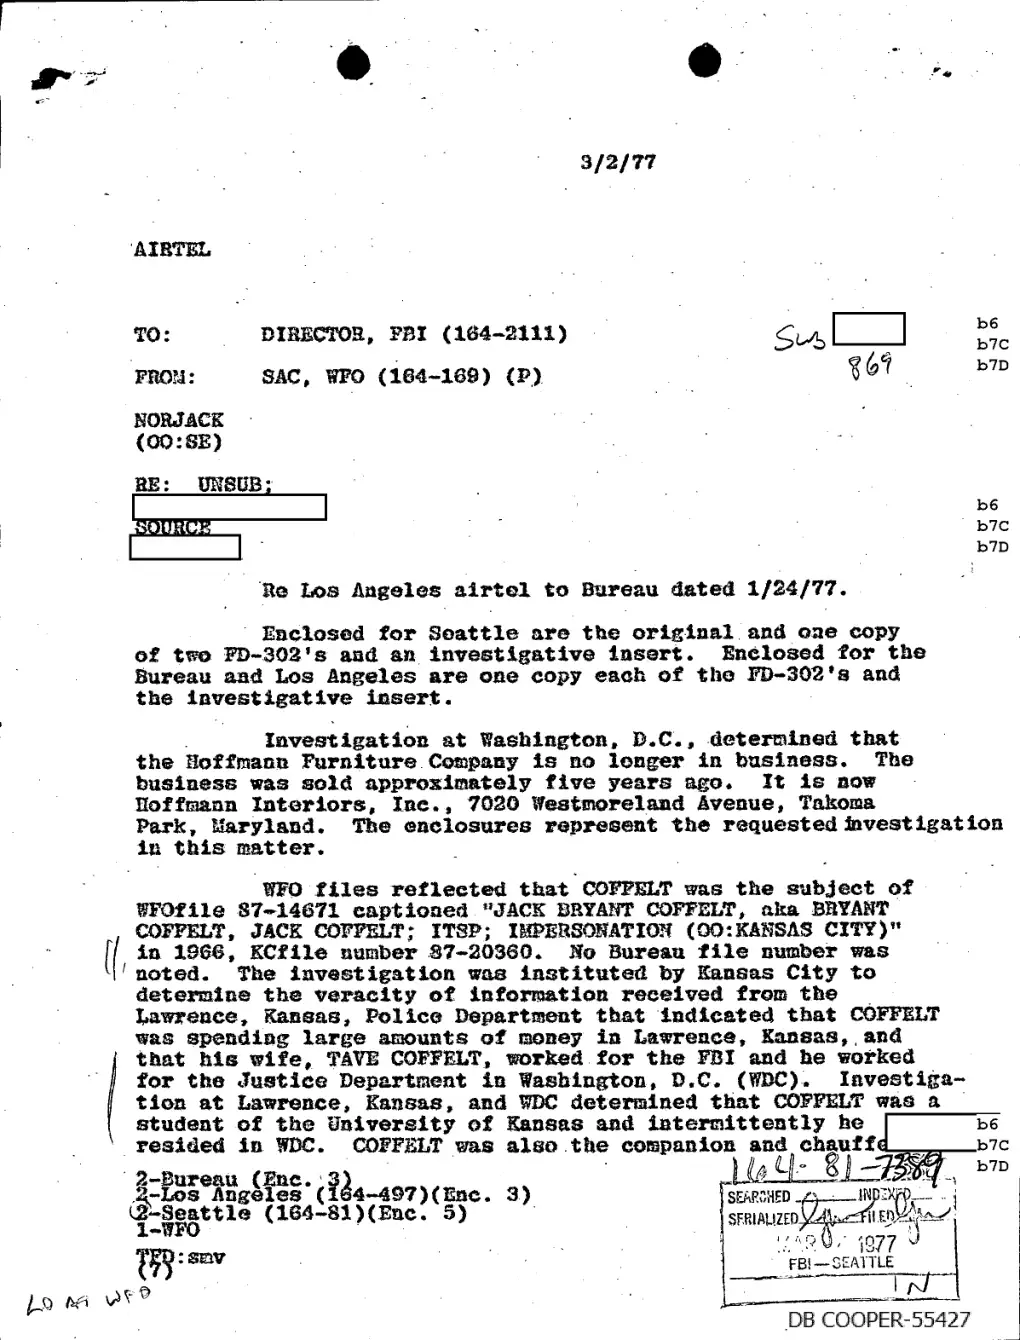 3/2/77
AIRTEL
TO: DIRECTOR, FBI (164-2111)
Sub
b6
b7C
869
b7D
FROM: SAC, WFO (164-169) (P)
NORJACK
(OO:SE)
RE: UNSUB;
b6
SOURCE
b7C
b7D
Re Los Angeles airtel to Bureau dated 1/24/77.
Enclosed for Seattle are the original and one copy
of two FD-302's and an investigative insert. Enclosed for the
Bureau and Los Angeles are one copy each of the FD-302's and
the investigative insert.
Investigation at Washington, D.C., determined that
the Hoffmann Furniture Company is no longer in business. The
business was sold approximately five years ago. It is now
Hoffmann Interiors, Inc., 7020 Westmoreland Avenue, Takoma
Park, Maryland. The enclosures represent the requested investigation
in this matter.
WFO files reflected that COFFELT was the subject of
WFOfile 87-14671 captioned "JACK BRYANT COFFELT, aka BRYANT
COFFELT, JACK COFFELT; ITSP; IMPERSONATION (OO:KANSAS CITY)"
in 1966, KCfile number 87-20360. No Bureau file number was
noted. The investigation was instituted by Kansas City to
determine the veracity of information received from the
Lawrence, Kansas, Police Department that indicated that COFFELT
was spending large amounts of money in Lawrence, Kansas, and
that his wife, TAVE COFFELT, worked for the FBI and he worked
for the Justice Department in Washington, D.C. (WDC). Investiga-
tion at Lawrence, Kansas, and WDC determined that COFFELT was a
student of the University of Kansas and intermittently he
b6
resided in WDC. COFFELT was also the companion and chauffe
b7C
b7D
2-Bureau (Enc. 3)
2-Los Angeles (164-497)(Enc. 3)
2-Seattle (164-81)(Enc. 5)
1-WFO
TFD:smv
(7)
164-81-7389
SEARCHED INDEXED
SERIALIZED FILED
MAR 1977
FBI—SEATTLE
IN
LO AG WFO
DB COOPER-55427